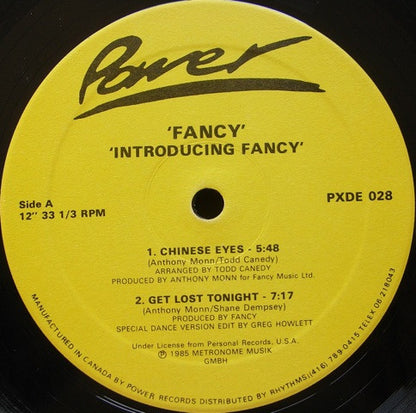 Power
'FANCY'
'INTRODUCING FANCY'
Side A
12" 33 1/3 RPM
PXDE 028
1. CHINESE EYES - 5:48
(Anthony Monn/Todd Canedy)
ARRANGED BY TODD CANEDY
PRODUCED BY ANTHONY MONN for Fancy Music Ltd.
2. GET LOST TONIGHT - 7:17
(Anthony Monn/Shane Dempsey)
PRODUCED BY FANCY
SPECIAL DANCE VERSION EDIT BY GREG HOWLETT
Under License from Personal Records, U.S.A.
Ⓟ 1985 METRONOME MUSIK
GMBH
MANUFACTURED IN CANADA BY POWER RECORDS DISTRIBUTED BY RHYTHMS/(416) 789-0415 TELEX 06 218043